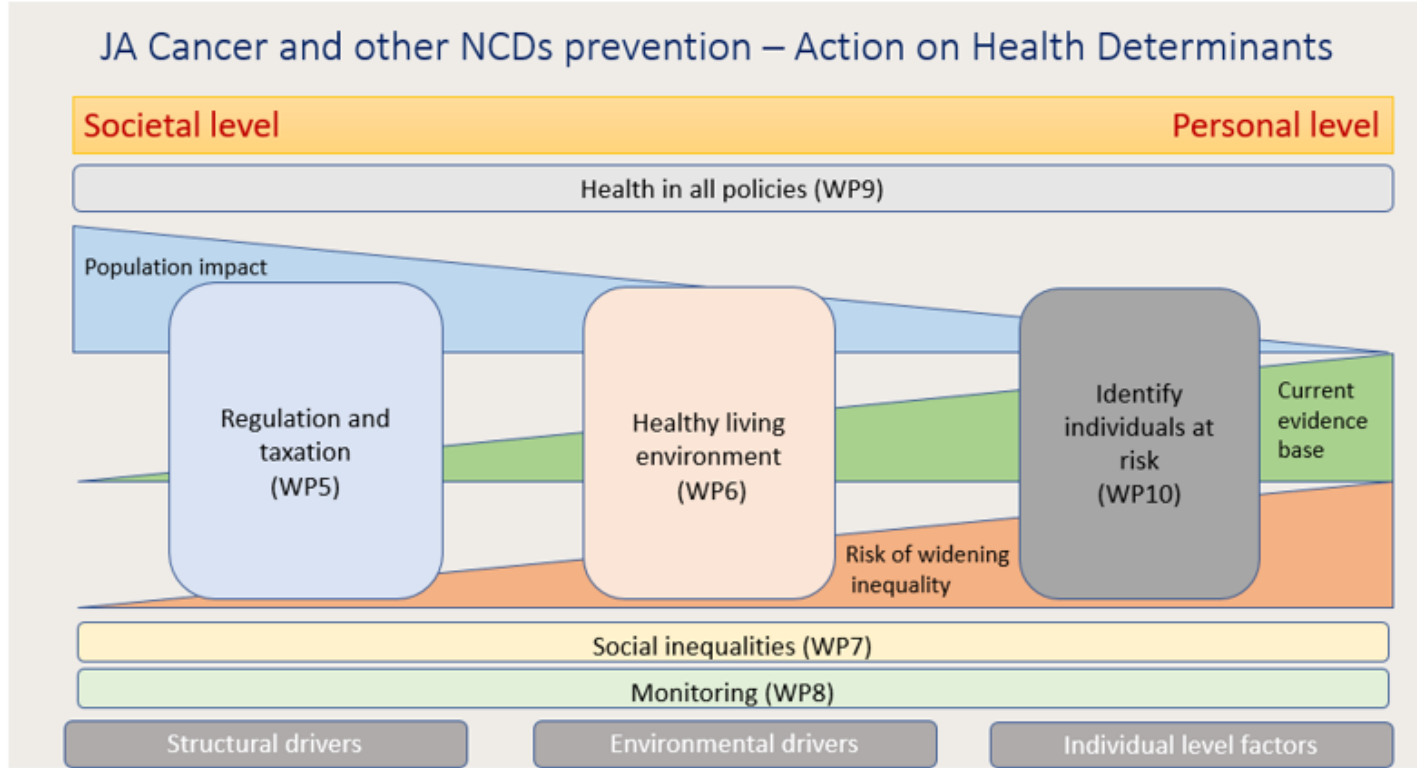 JA Cancer and other NCDs prevention – Action on Health Determinants
Societal level
Personal level
Health in all policies (WP9)
Population impact
Regulation and
taxation
(WP5)
Healthy living
environment
(WP6)
Identify
individuals at
risk
(WP10)
Current
evidence
base
Risk of widening
inequality
Social inequalities (WP7)
Monitoring (WP8)
Structural drivers
Environmental drivers
Individual level factors